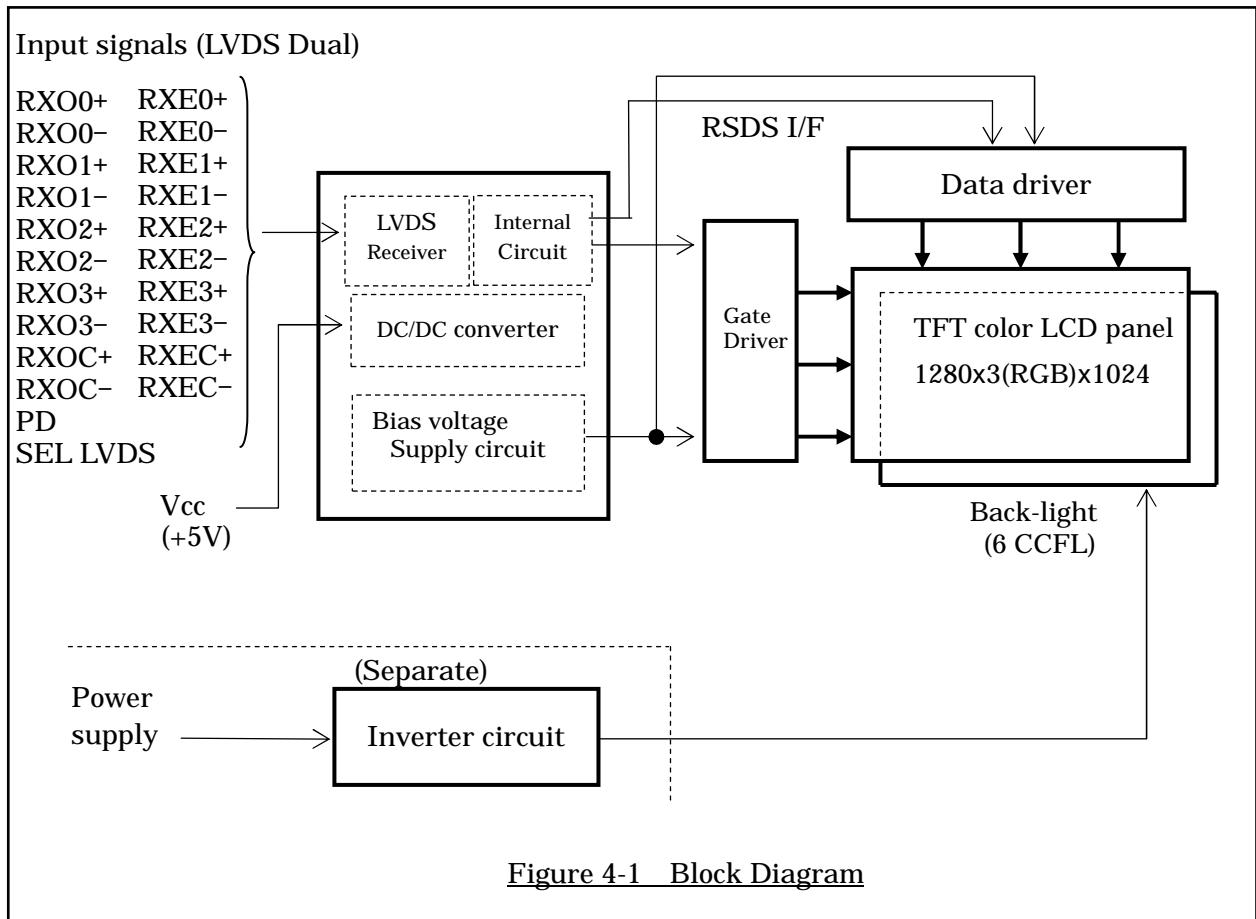 Input signals (LVDS Dual)
RXO0+ RXE0+
RXO0− RXE0−
RXO1+ RXE1+
RXO1− RXE1−
RXO2+ RXE2+
RXO2− RXE2−
RXO3+ RXE3+
RXO3− RXE3−
RXOC+ RXEC+
RXOC− RXEC−
PD
SEL LVDS
Vcc
(+5V)
LVDS
Receiver
Internal
Circuit
DC/DC converter
Bias voltage
Supply circuit
RSDS I/F
Gate
Driver
Data driver
TFT color LCD panel
1280x3(RGB)x1024
Back-light
(6 CCFL)
(Separate)
Power
supply
Inverter circuit
Figure 4-1 Block Diagram